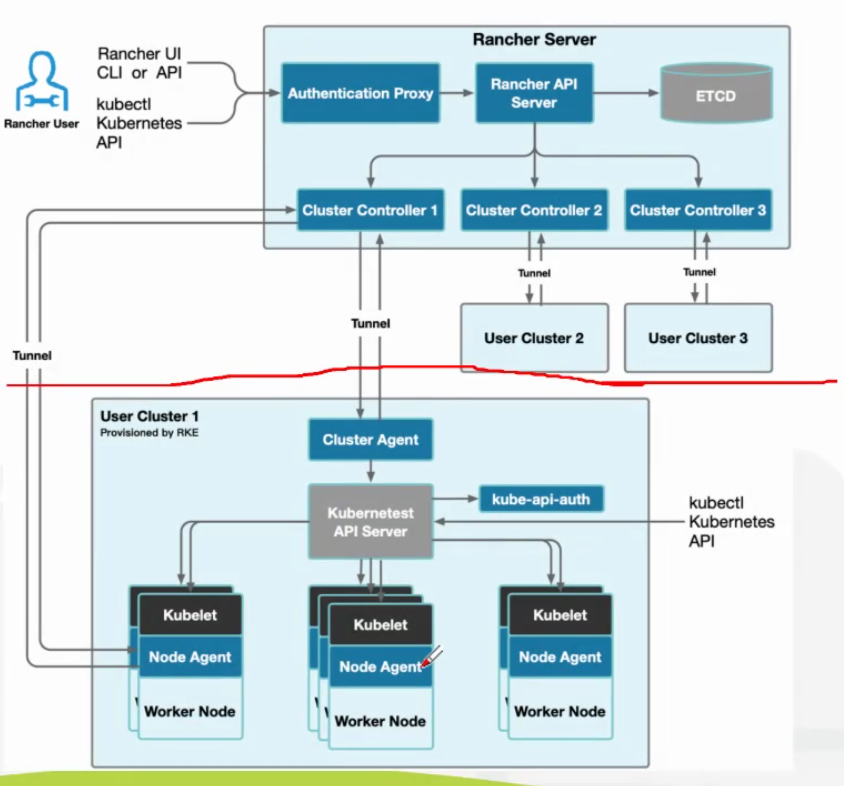 Rancher Server
Rancher UI
CLI or API
kubectl
Kubernetes
API
Rancher User
Authentication Proxy
Rancher API
Server
ETCD
Cluster Controller 1
Cluster Controller 2
Cluster Controller 3
Tunnel
Tunnel
Tunnel
Tunnel
User Cluster 2
User Cluster 3
User Cluster 1
Provisioned by RKE
Cluster Agent
Kubernetest
API Server
kube-api-auth
kubectl
Kubernetes
API
Kubelet
Node Agent
Worker Node
Kubelet
Node Agent
Worker Node
Kubelet
Node Agent
Worker Node